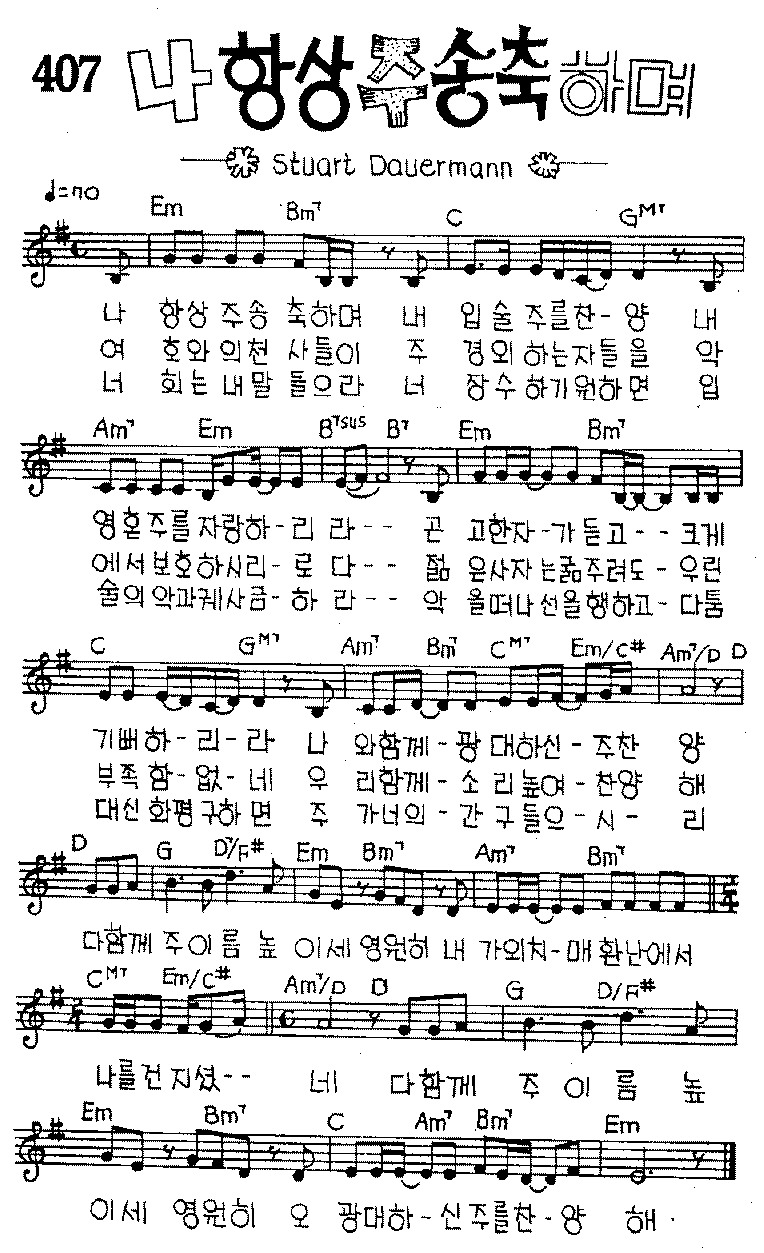 407 나 항상 주 송축하며
Stuart Dauermann
♩=70
Em Bm7 C GM7
나 항상 주송 축하며 내 입술 주를찬-양 내
여 호와 의천 사들이 주 경외 하는자들을 악
너 희는 내말 들으라 너 장수 하기원하면 입
Am7 Em B7sus B7 Em Bm7
영혼 주를 자랑하-리 라-- 곤 고한자-가 듣고-- 크게
에서 보호 하시리-로 다-- 젊 은사자는굶주려도-우린
술의 악과 궤사금-하 라-- 악 을떠나선을행하고-다툼
C GM7 Am7 Bm7 CM7 Em/C# Am7/D D
기뻐 하-리-라 나 와함께-광 대하신-주찬 양
부족 함-없-네 우 리함께-소 리높여-찬양 해
대신 화평구하면 주 가너의-간 구들으-시-리
D G D7/F# Em Bm7 Am7 Bm7
다함께 주이름 높 이세 영원히 내 가의지-매 환난에서
CM7 Em/C# Am7/D D G D/F#
나를건지셨-- 네 다함께 주 이 름 높
Em Bm7 C Am7 Bm7 Em
이세 영원히 오 광대하-신주를찬-양 해.